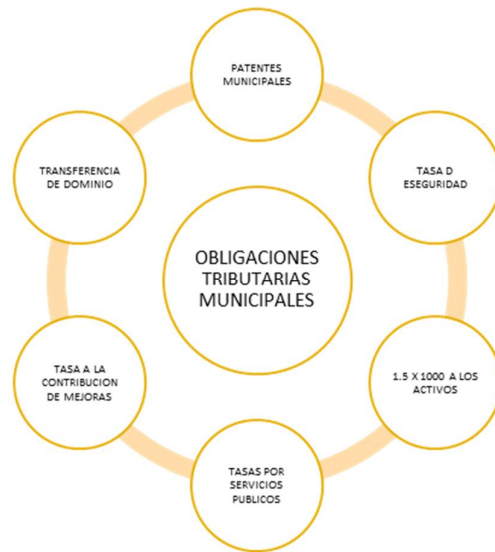 PATENTES
MUNICIPALES
TRANSFERENCIA
DE DOMINIO
TASA D
ESEGURIDAD
OBLIGACIONES
TRIBUTARIAS
MUNICIPALES
TASA A LA
CONTRIBUCION
DE MEJORAS
1.5 X 1000 A LOS
ACTIVOS
TASAS POR
SERVICIOS
PUBLICOS